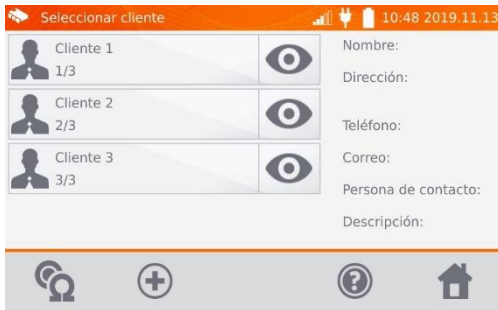 Seleccionar cliente
10:48 2019.11.13
Cliente 1
1/3
Cliente 2
2/3
Cliente 3
3/3
Nombre:
Dirección:
Teléfono:
Correo:
Persona de contacto:
Descripción: